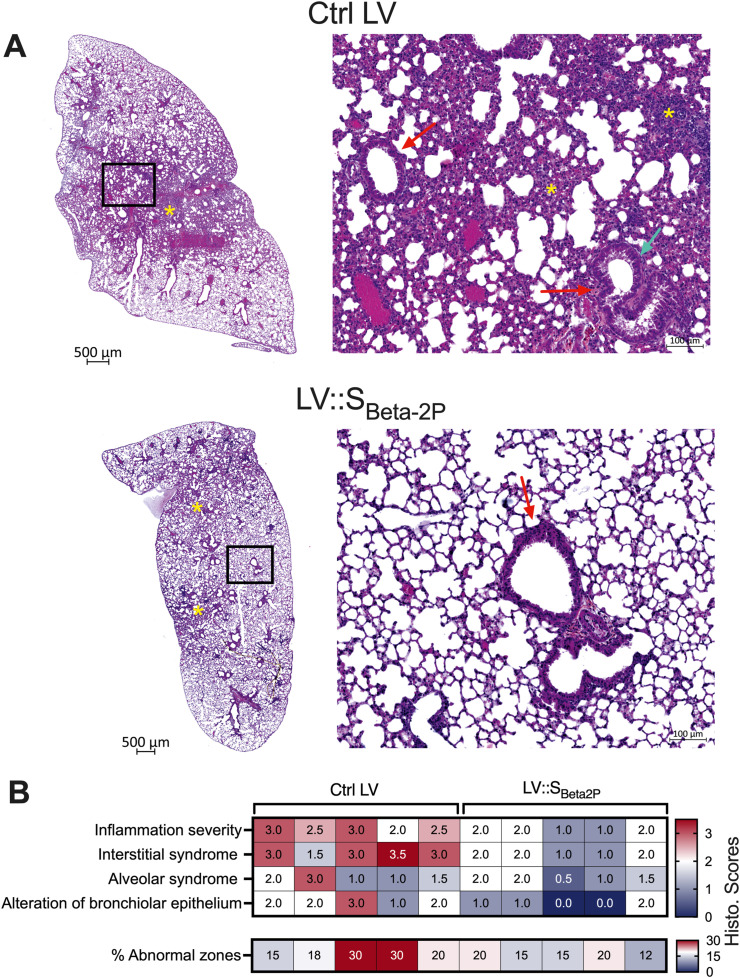 Ctrl LV
A
*
*
*
500 µm
100 µm
LV::SBeta-2P
*
*
500 µm
100 µm
B
Ctrl LV LV::SBeta2P
Inflammation severity 3.0 2.5 3.0 2.0 2.5 2.0 2.0 1.0 1.0 2.0
Interstitial syndrome 3.0 1.5 3.0 3.5 3.0 2.0 2.0 1.0 1.0 2.0
Alveolar syndrome 2.0 3.0 1.0 1.0 1.5 2.0 2.0 0.5 1.0 1.5
Alteration of bronchiolar epithelium 2.0 2.0 3.0 1.0 2.0 1.0 1.0 0.0 0.0 2.0
3
2
1
0
Histo. Scores
% Abnormal zones 15 18 30 30 20 20 15 15 20 12
30
20
15
0